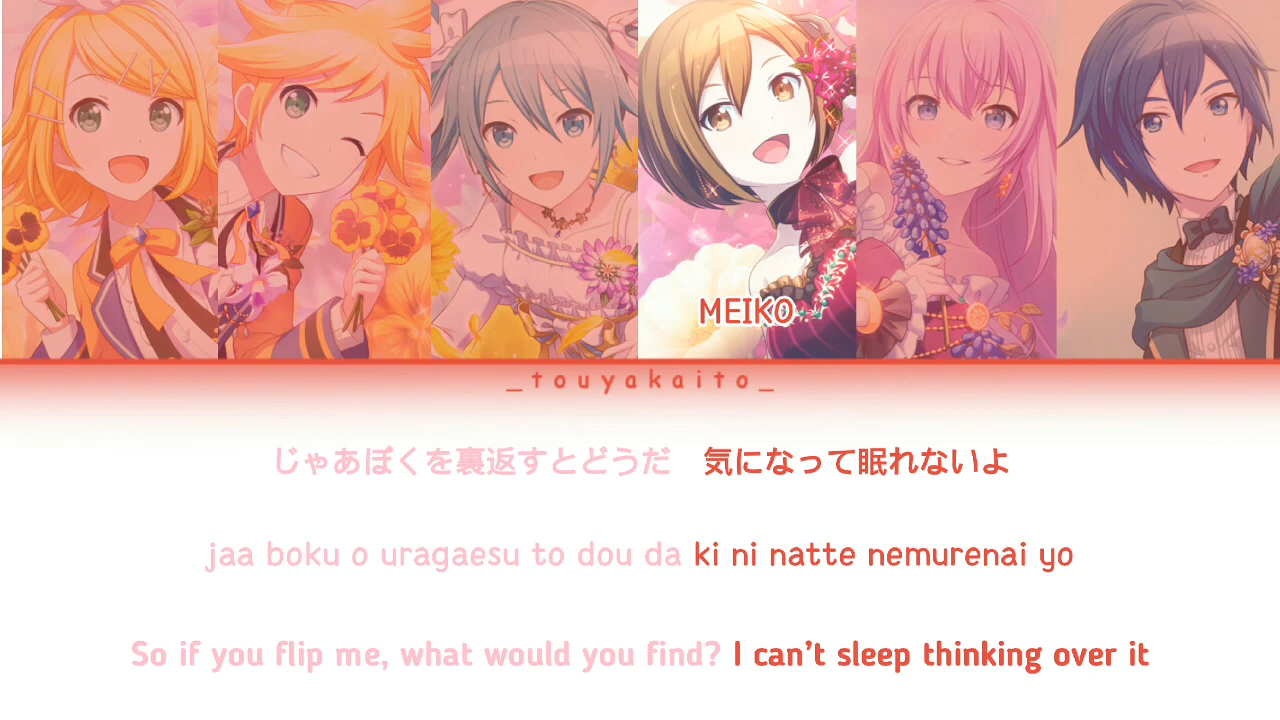 MEIKO
_touyakaito_
じゃあぼくを裏返すとどうだ 気になって眠れないよ
jaa boku o uragaesu to dou da ki ni natte nemurenai yo
So if you flip me, what would you find? I can't sleep thinking over it